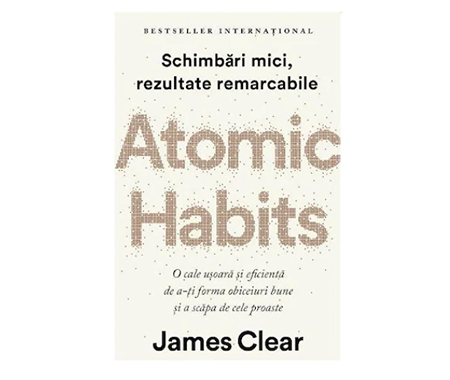 BESTSELLER INTERNAȚIONAL
Schimbări mici,
rezultate remarcabile
Atomic
Habits
O cale ușoară și eficientă
de a-ți forma obiceiuri bune
și a scăpa de cele proaste
James Clear